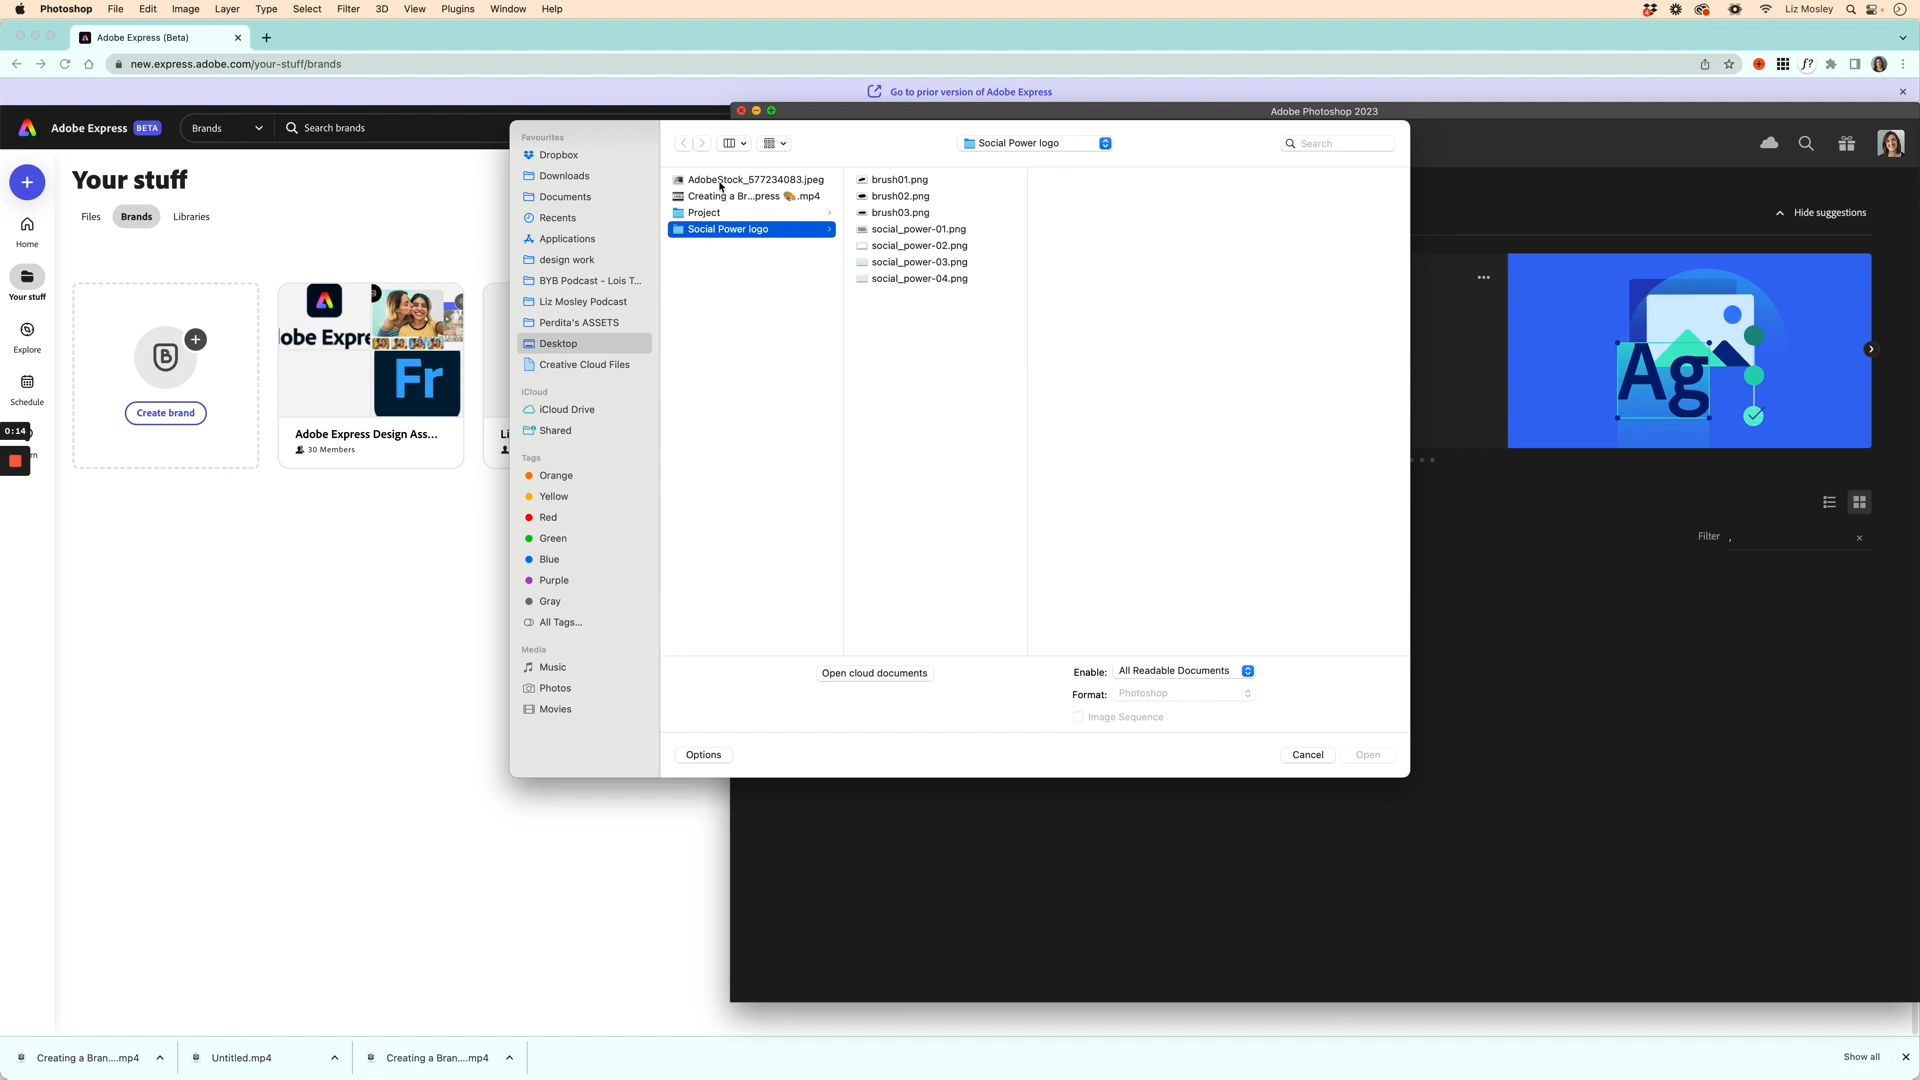 Photoshop File Edit Image Layer Type Select Filter 3D View Plugins Window Help Liz Mosley
Adobe Express (Beta)
new.express.adobe.com/your-stuff/brands
Go to prior version of Adobe Express
Adobe Photoshop 2023
Adobe Express BETA Brands Search brands
Your stuff
Files Brands Libraries
Home
Your stuff
Explore
Schedule
0:14
rn
Create brand
obe Expre
Fr
Adobe Express Design Ass...
30 Members
Li
Favourites
Dropbox
Downloads
Documents
Recents
Applications
design work
BYB Podcast - Lois T...
Liz Mosley Podcast
Perdita's ASSETS
Desktop
Creative Cloud Files
iCloud
iCloud Drive
Shared
Tags
Orange
Yellow
Red
Green
Blue
Purple
Gray
All Tags...
Media
Music
Photos
Movies
Social Power logo
Search
AdobeStock_577234083.jpeg
Creating a Br...press 🎨.mp4
Project
Social Power logo
brush01.png
brush02.png
brush03.png
social_power-01.png
social_power-02.png
social_power-03.png
social_power-04.png
Open cloud documents
Enable: All Readable Documents
Format: Photoshop
Image Sequence
Options
Cancel Open
Hide suggestions
Ag
Filter ,
Creating a Bran....mp4
Untitled.mp4
Creating a Bran....mp4
Show all